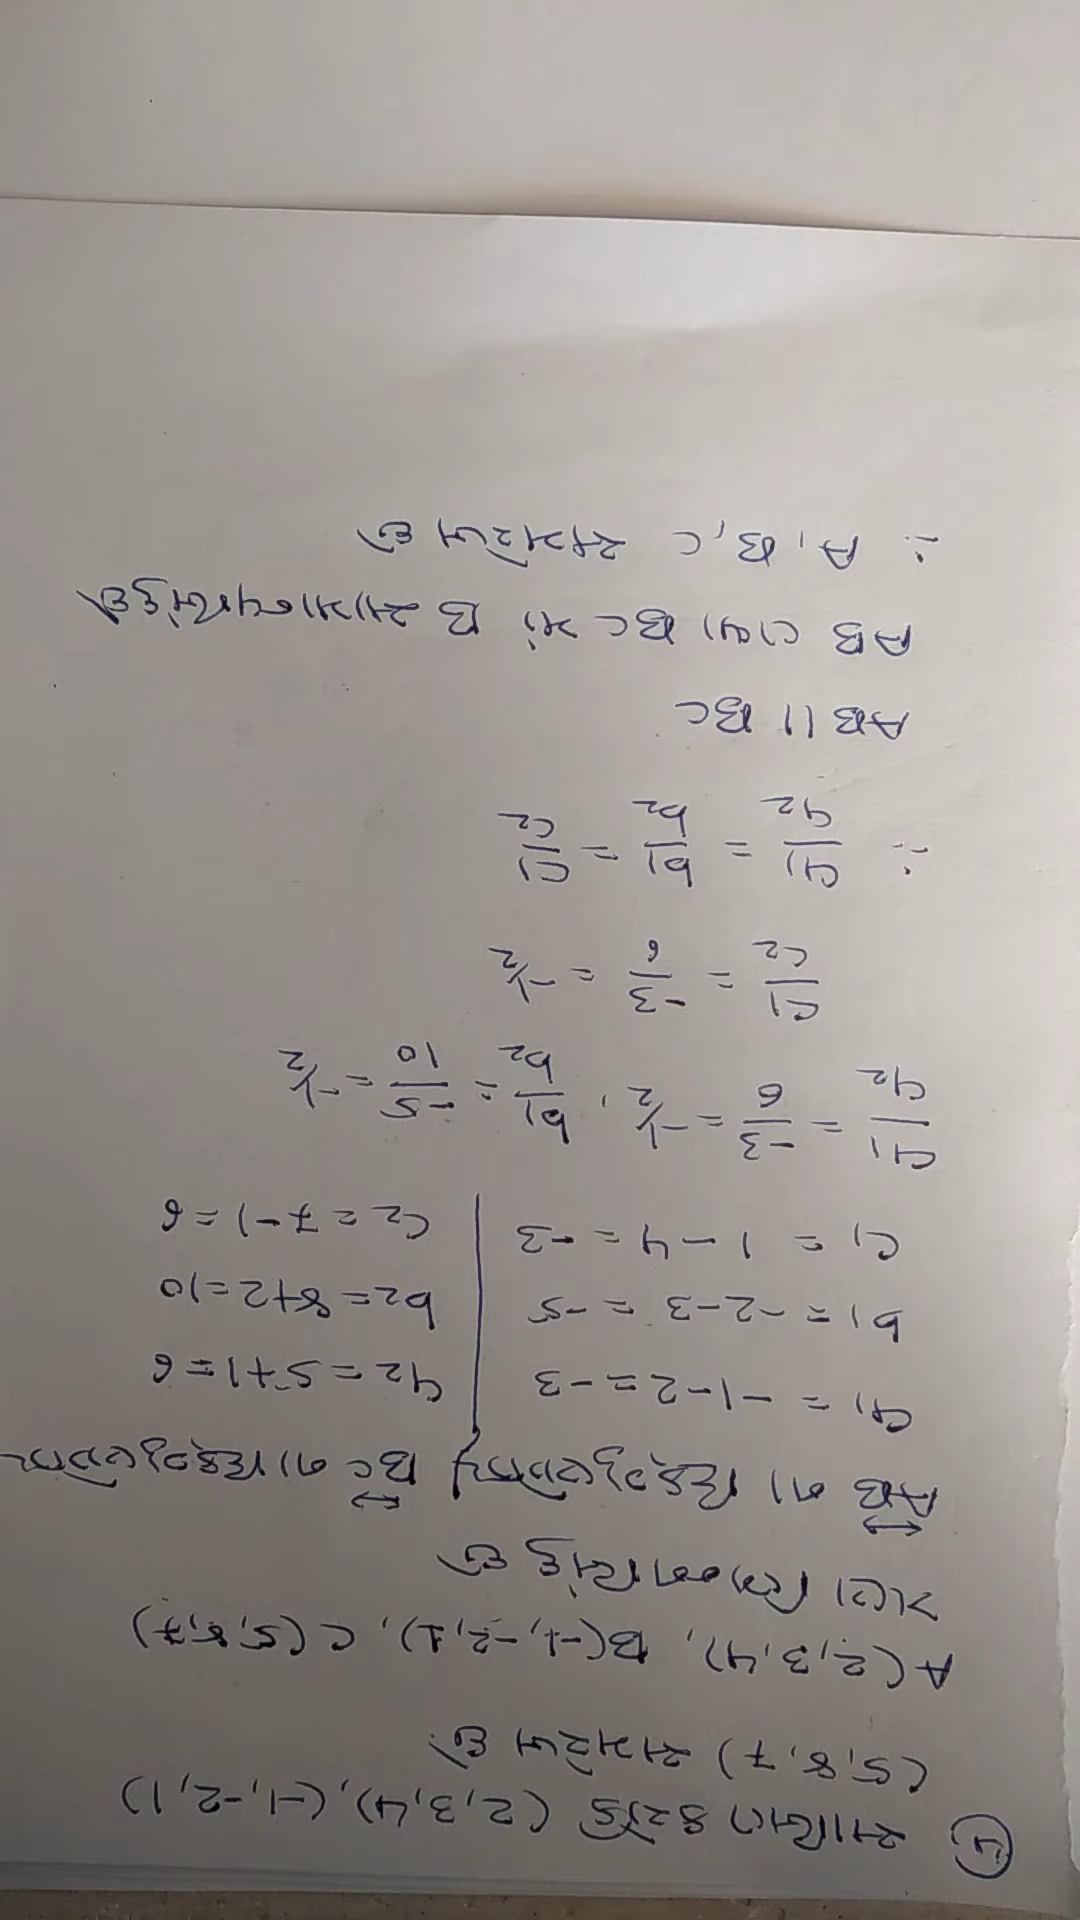 (૫) સાબિત કરો કે (2,3,4), (-1,-2,1)
(5,8,7) સમરેખ છે.
A(2,3,4), B(-1,-2,1), C(5,8,7)
ત્રણ ભિન્ન બિંદુ છે
AB ના દિક્ગુણોત્તર | BC ના દિક્ગુણોત્તર
a1 = -1-2 = -3 | a2 = 5+1 = 6
b1 = -2-3 = -5 | b2 = 8+2 = 10
c1 = 1-4 = -3 | c2 = 7-1 = 6
a1/a2 = -3/6 = -1/2, b1/b2 = -5/10 = -1/2
c1/c2 = -3/6 = -1/2
∴ a1/a2 = b1/b2 = c1/c2
AB || BC
AB BC માં B સામાન્ય બિંદુ છે
∴ A, B, C સમરેખ છે